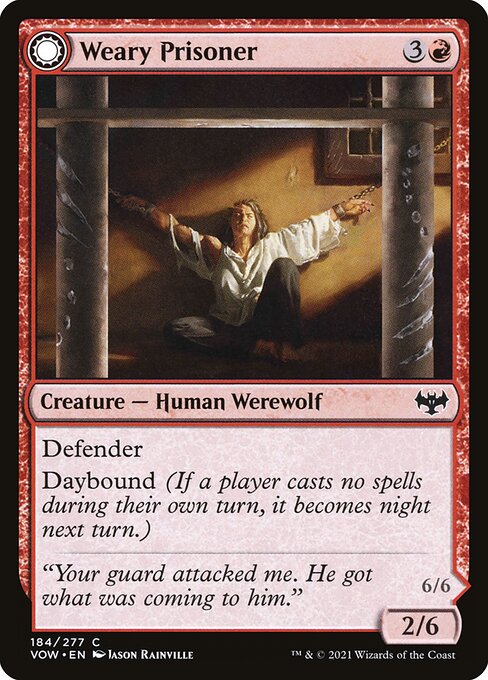 Weary Prisoner 3
Creature — Human Werewolf
Defender
Daybound (If a player casts no spells
during their own turn, it becomes night
next turn.)
“Your guard attacked me. He got
what was coming to him.”
6/6
2/6
184/277 C
VOW • EN Jason Rainville
™ & © 2021 Wizards of the Coast